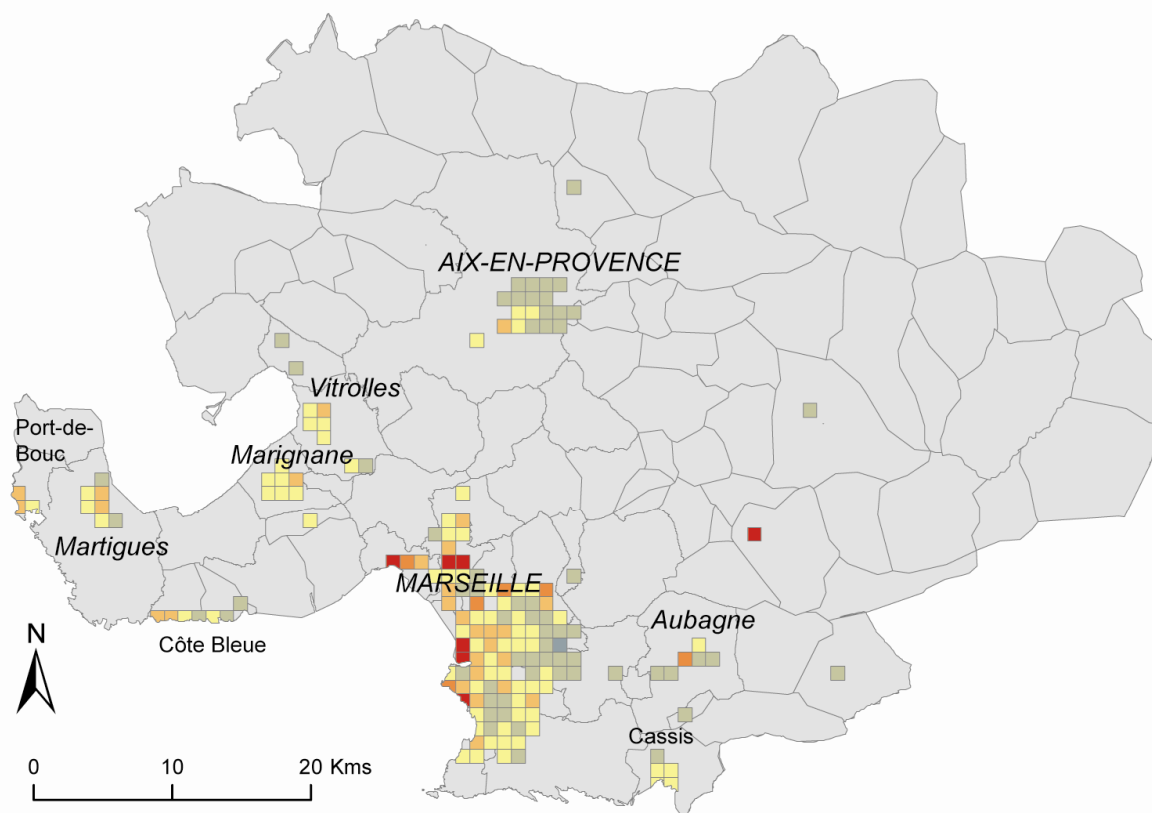 AIX-EN-PROVENCE
Vitrolles
Port-de-
Bouc
Marignane
Martigues
MARSEILLE
Aubagne
N
Côte Bleue
Cassis
0 10 20 Kms